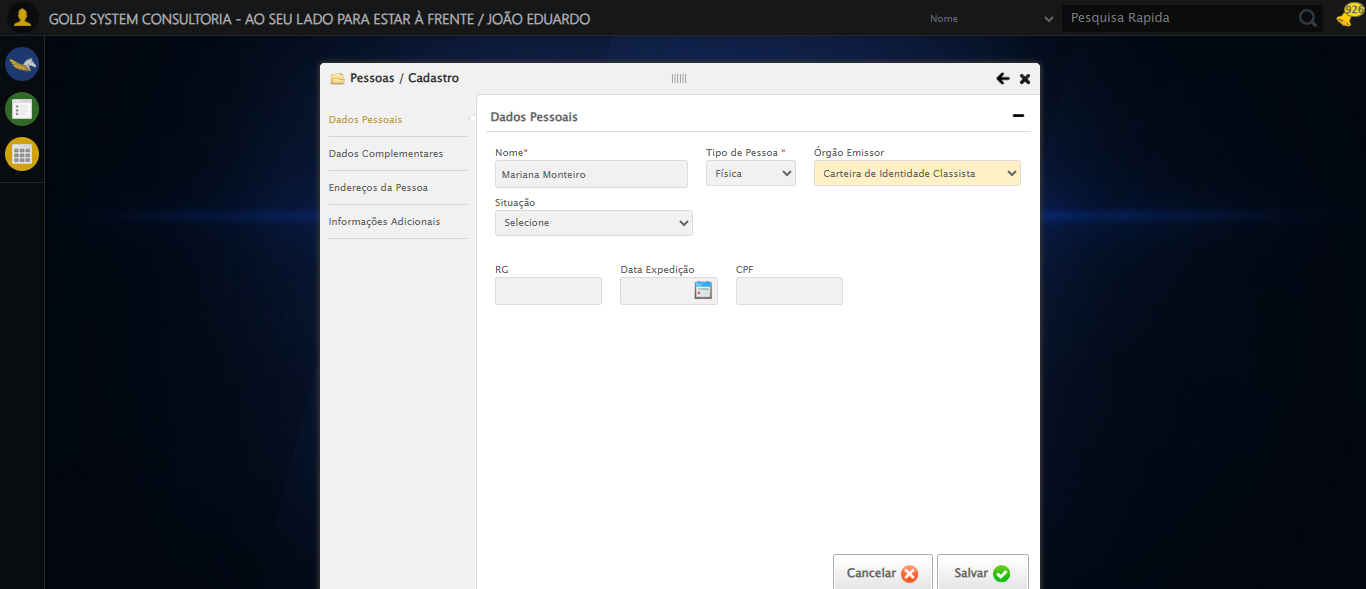 GOLD SYSTEM CONSULTORIA - AO SEU LADO PARA ESTAR À FRENTE / JOÃO EDUARDO
Nome
Pesquisa Rapida
926
Pessoas / Cadastro
Dados Pessoais
Dados Complementares
Endereços da Pessoa
Informações Adicionais
Dados Pessoais
Nome* Tipo de Pessoa * Órgão Emissor
Mariana Monteiro Física Carteira de Identidade Classista
Situação
Selecione
RG Data Expedição CPF
Cancelar Salvar